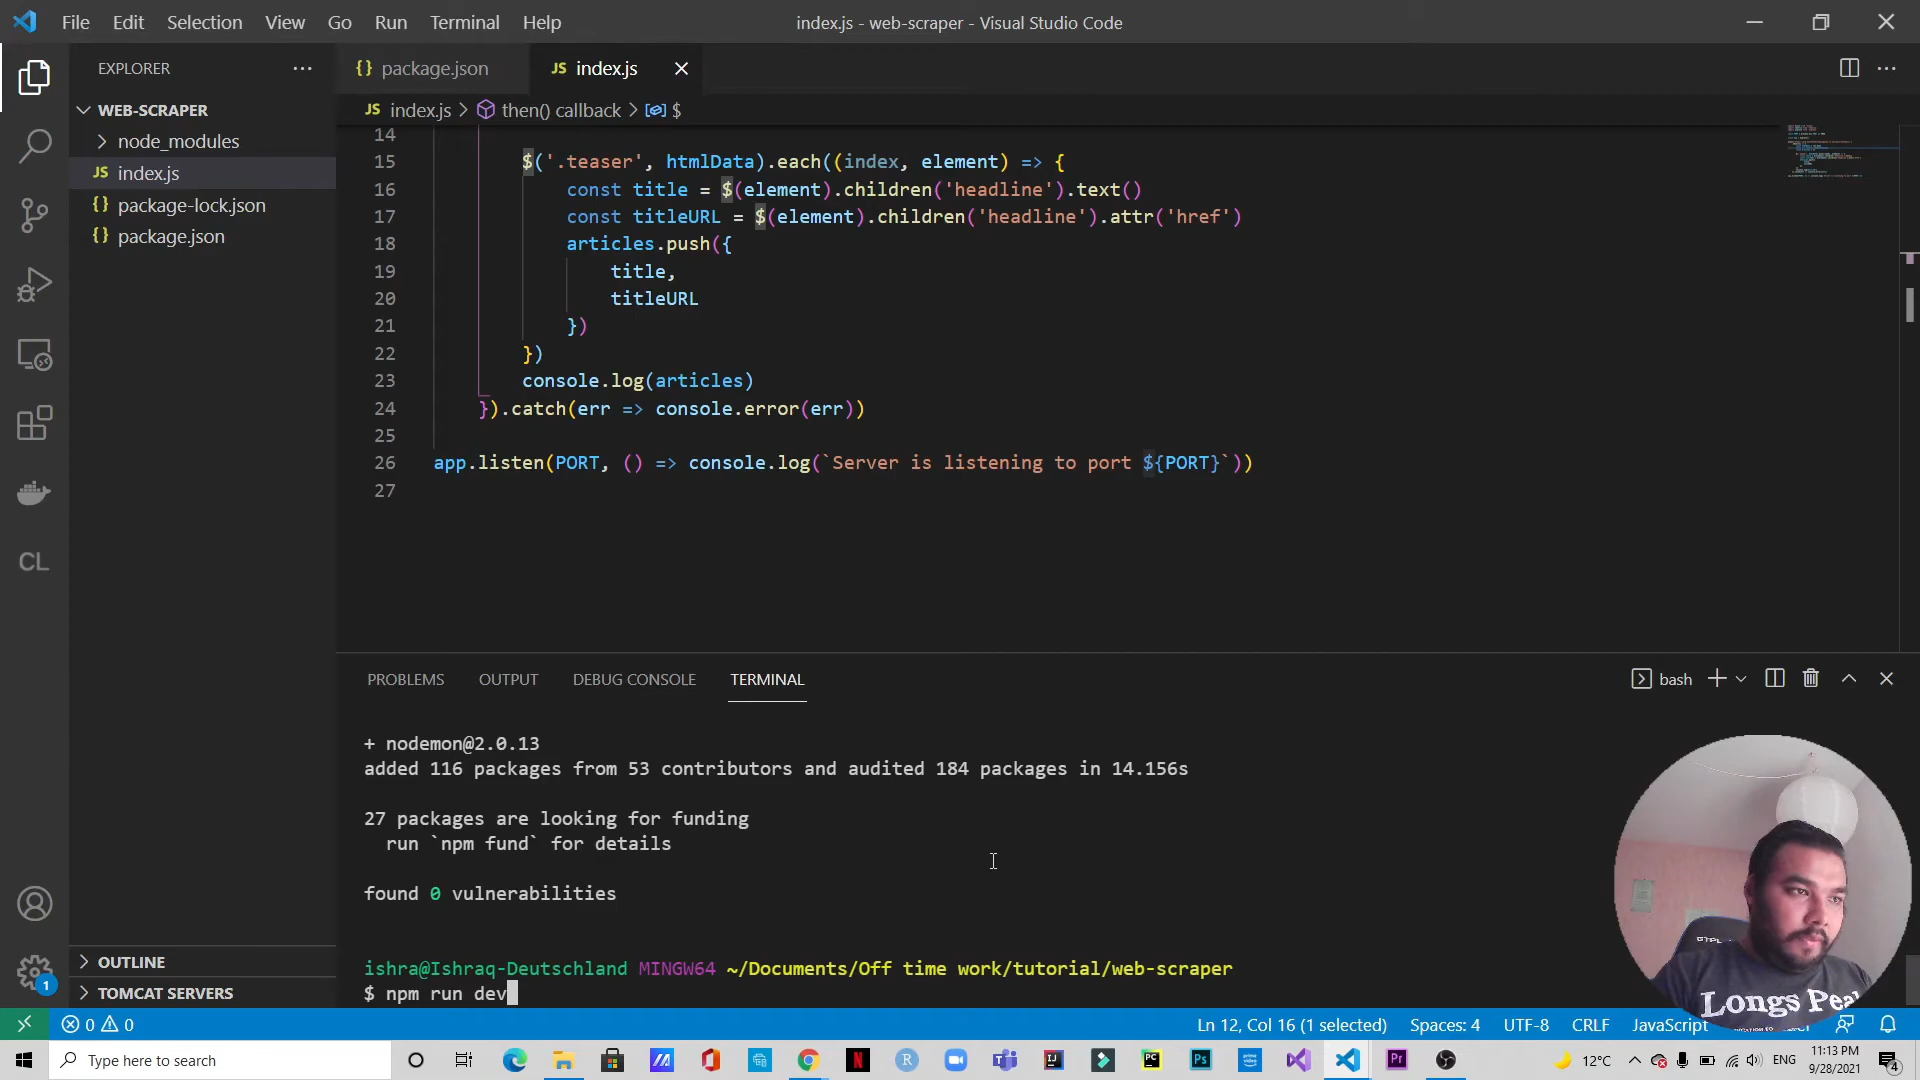 File Edit Selection View Go Run Terminal Help
index.js - web-scraper - Visual Studio Code
EXPLORER
WEB-SCRAPER
node_modules
JS index.js
{} package-lock.json
{} package.json
OUTLINE
TOMCAT SERVERS
CL
1
{} package.json
JS index.js
JS index.js > then() callback > $
14
15 $('.teaser', htmlData).each((index, element) => {
16 const title = $(element).children('headline').text()
17 const titleURL = $(element).children('headline').attr('href')
18 articles.push({
19 title,
20 titleURL
21 })
22 })
23 console.log(articles)
24 }).catch(err => console.error(err))
25
26 app.listen(PORT, () => console.log(`Server is listening to port ${PORT}`))
27
PROBLEMS OUTPUT DEBUG CONSOLE TERMINAL
bash
+ nodemon@2.0.13
added 116 packages from 53 contributors and audited 184 packages in 14.156s
27 packages are looking for funding
run `npm fund` for details
found 0 vulnerabilities
ishra@Ishraq-Deutschland MINGW64 ~/Documents/Off time work/tutorial/web-scraper
$ npm run dev
Longs Pea
0 0
Ln 12, Col 16 (1 selected) Spaces: 4 UTF-8 CRLF JavaScript
Type here to search
12°C
ENG
11:13 PM
9/28/2021
4